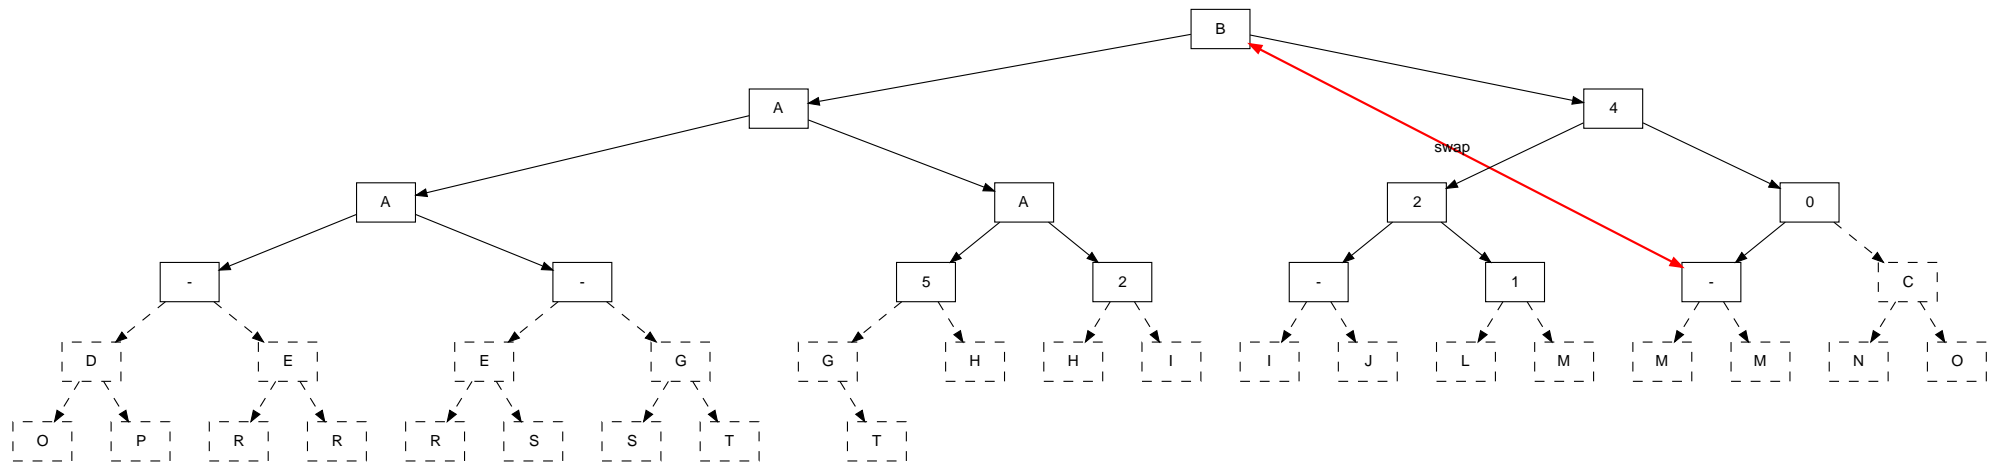 B
A 4
swap
A A 2 0
- - 5 2 - 1 - C
D E E G G H H I I J L M M M N O
O P R R R S S T T